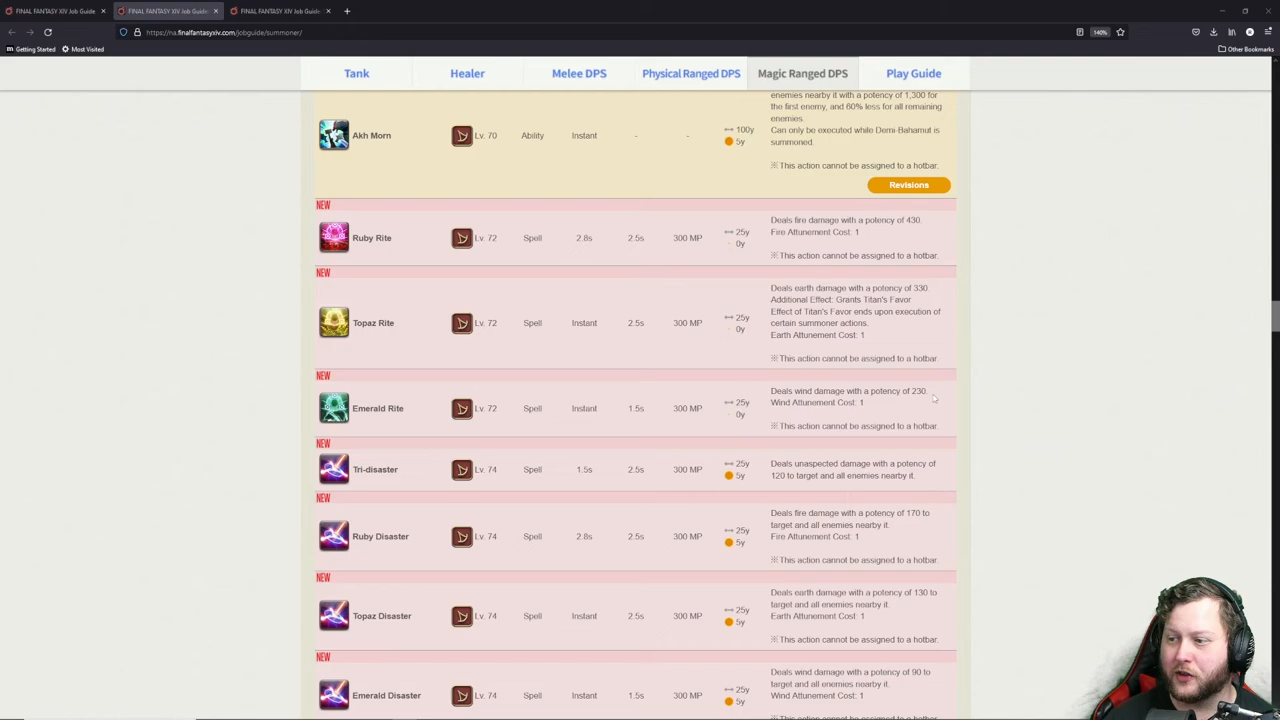 FINAL FANTASY XIV Job Guide
FINAL FANTASY XIV Job Guide
FINAL FANTASY XIV Job Guide
https://na.finalfantasyxiv.com/jobguide/summoner/
140%
Getting Started
Most Visited
Other Bookmarks
Tank Healer Melee DPS Physical Ranged DPS Magic Ranged DPS Play Guide
Akh Morn Lv. 70 Ability Instant - - 100y 5y
enemies nearby it with a potency of 1,300 for
the first enemy, and 60% less for all remaining
enemies.
Can only be executed while Demi-Bahamut is
summoned.
※This action cannot be assigned to a hotbar.
Revisions
NEW
Ruby Rite Lv. 72 Spell 2.8s 2.5s 300 MP 25y 0y
Deals fire damage with a potency of 430.
Fire Attunement Cost: 1
※This action cannot be assigned to a hotbar.
NEW
Topaz Rite Lv. 72 Spell Instant 2.5s 300 MP 25y 0y
Deals earth damage with a potency of 330.
Additional Effect: Grants Titan's Favor
Effect of Titan's Favor ends upon execution of
certain summoner actions.
Earth Attunement Cost: 1
※This action cannot be assigned to a hotbar.
NEW
Emerald Rite Lv. 72 Spell Instant 1.5s 300 MP 25y 0y
Deals wind damage with a potency of 230.
Wind Attunement Cost: 1
※This action cannot be assigned to a hotbar.
NEW
Tri-disaster Lv. 74 Spell 1.5s 2.5s 300 MP 25y 5y
Deals unaspected damage with a potency of
120 to target and all enemies nearby it.
NEW
Ruby Disaster Lv. 74 Spell 2.8s 2.5s 300 MP 25y 5y
Deals fire damage with a potency of 170 to
target and all enemies nearby it.
Fire Attunement Cost: 1
※This action cannot be assigned to a hotbar.
NEW
Topaz Disaster Lv. 74 Spell Instant 2.5s 300 MP 25y 5y
Deals earth damage with a potency of 130 to
target and all enemies nearby it.
Earth Attunement Cost: 1
※This action cannot be assigned to a hotbar.
NEW
Emerald Disaster Lv. 74 Spell Instant 1.5s 300 MP 25y 5y
Deals wind damage with a potency of 90 to
target and all enemies nearby it.
Wind Attunement Cost: 1